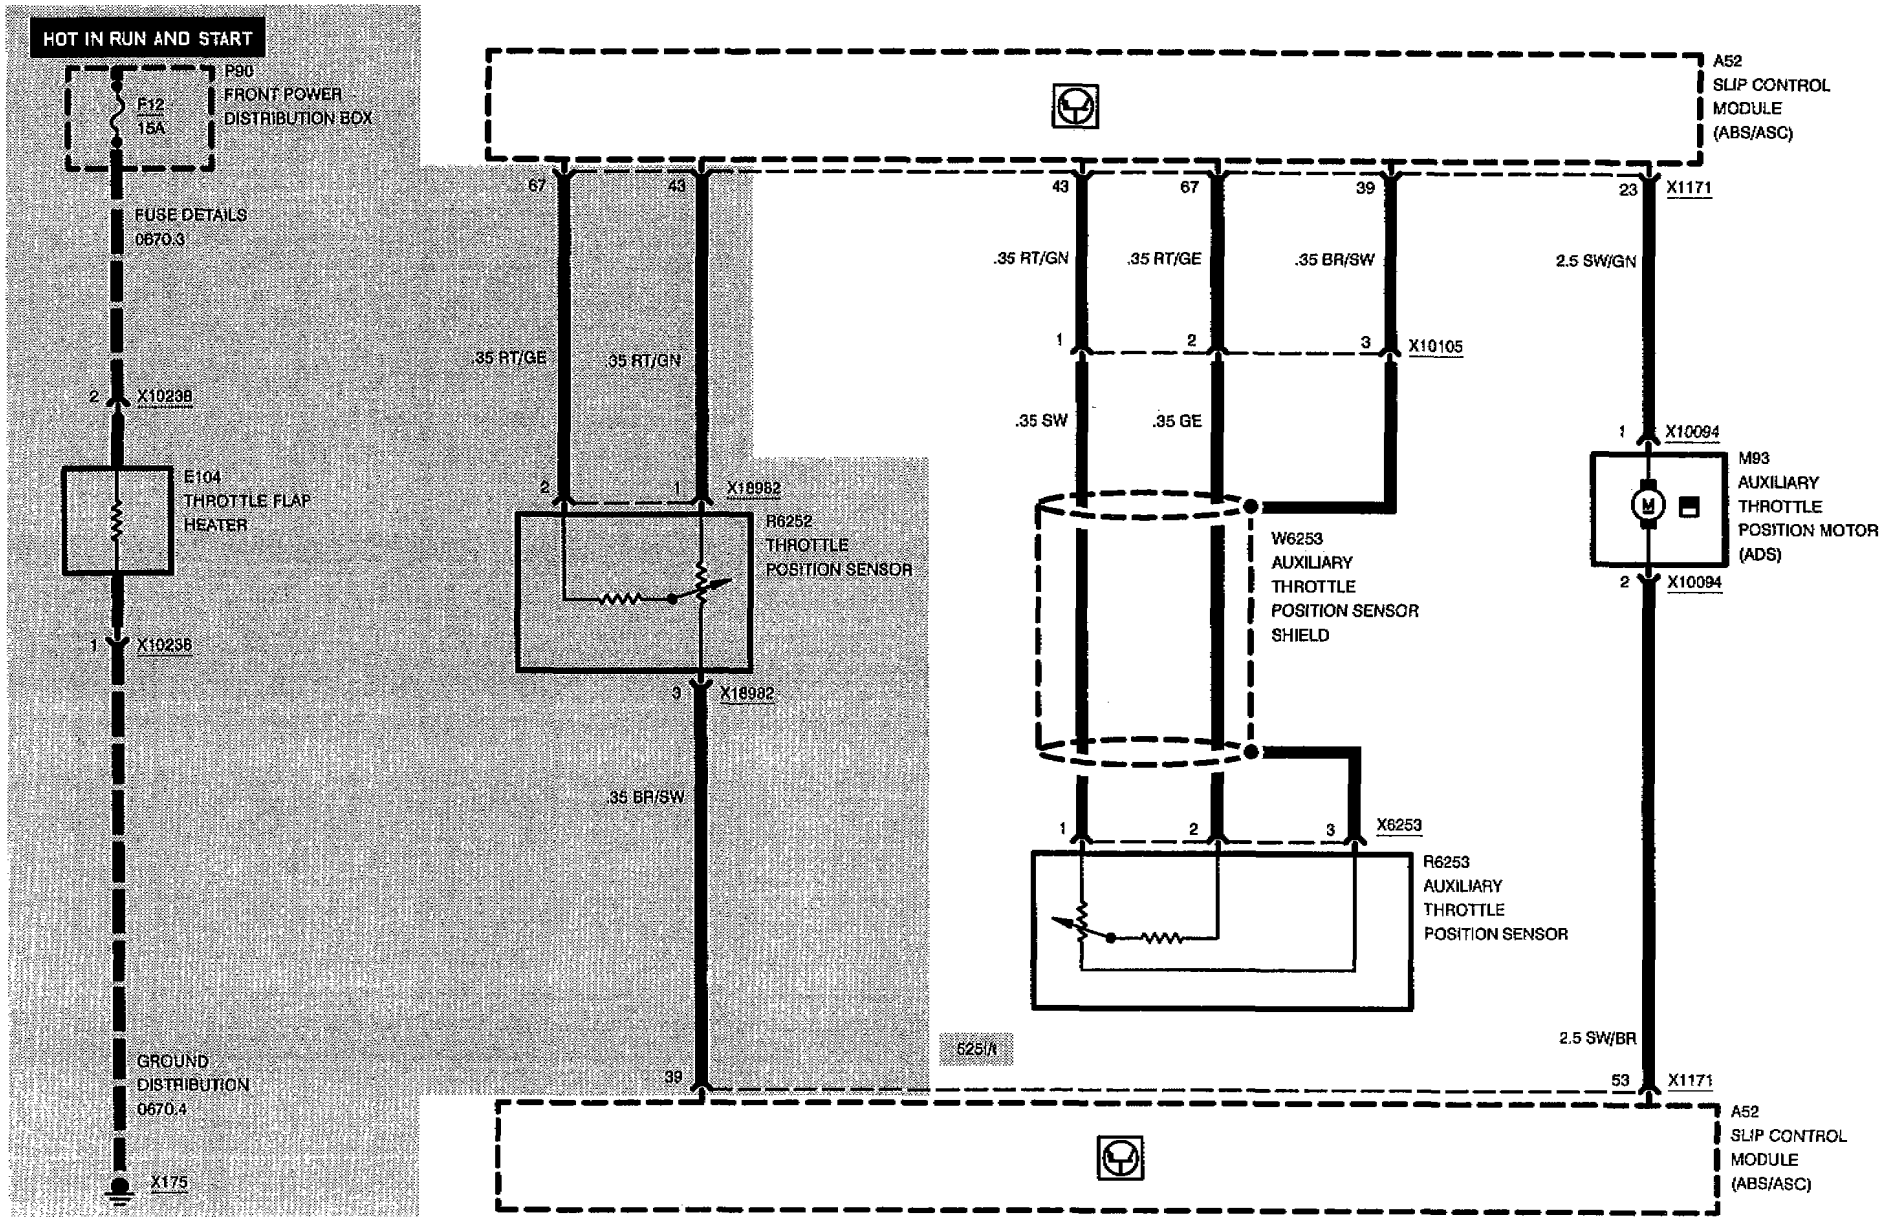 HOT IN RUN AND START
P90
FRONT POWER
DISTRIBUTION BOX
F12
15A
FUSE DETAILS
0670.3
2
X10238
E104
THROTTLE FLAP
HEATER
1
X10238
GROUND
DISTRIBUTION
0670.4
X175
A52
SLIP CONTROL
MODULE
(ABS/ASC)
67
43
43
67
39
23
X1171
.35 RT/GE
.35 RT/GN
2
1
X18982
R6252
THROTTLE
POSITION SENSOR
3
X18982
.35 BR/SW
39
.35 RT/GN
.35 RT/GE
.35 BR/SW
1
2
3
X10105
.35 SW
.35 GE
W6253
AUXILIARY
THROTTLE
POSITION SENSOR
SHIELD
1
2
3
X6253
R6253
AUXILIARY
THROTTLE
POSITION SENSOR
525i/t
2.5 SW/GN
1
X10094
M
M93
AUXILIARY
THROTTLE
POSITION MOTOR
(ADS)
2
X10094
2.5 SW/BR
53
X1171
A52
SLIP CONTROL
MODULE
(ABS/ASC)